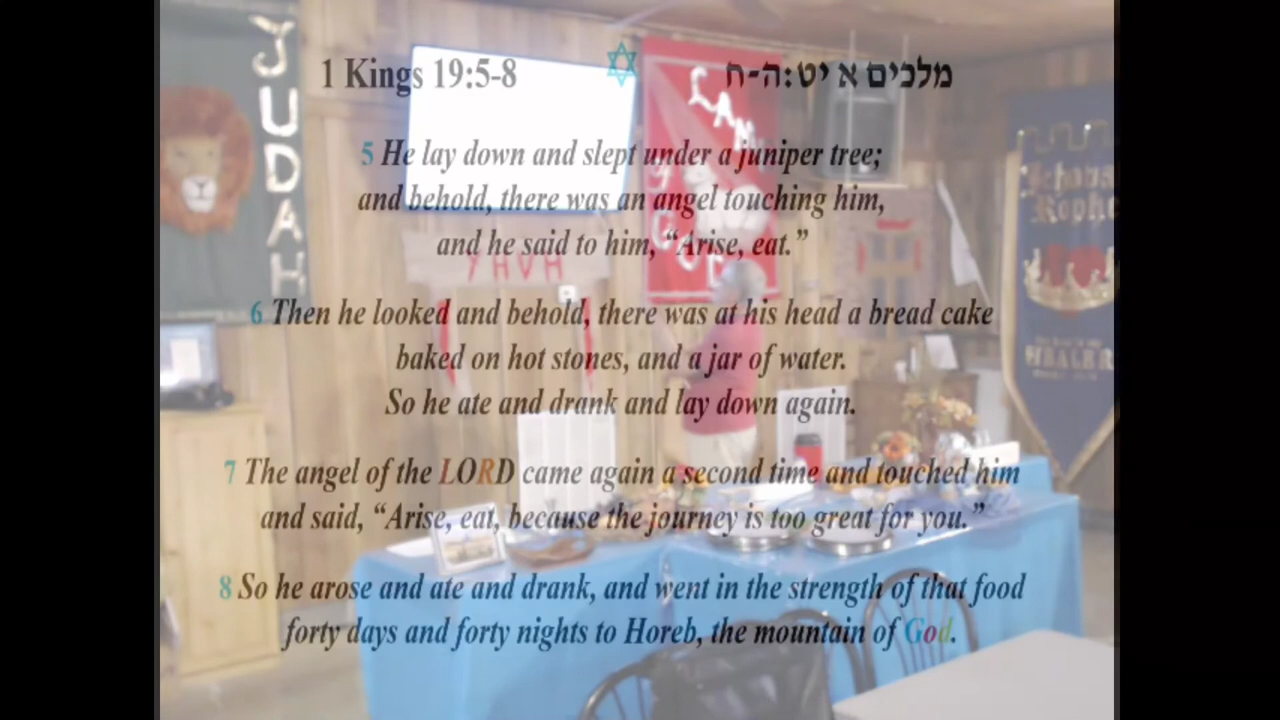 1 Kings 19:5-8
מלכים א יט:ה-ח
5 He lay down and slept under a juniper tree;
and behold, there was an angel touching him,
and he said to him, “Arise, eat.”
6 Then he looked and behold, there was at his head a bread cake
baked on hot stones, and a jar of water.
So he ate and drank and lay down again.
7 The angel of the LORD came again a second time and touched him
and said, “Arise, eat, because the journey is too great for you.”
8 So he arose and ate and drank, and went in the strength of that food
forty days and forty nights to Horeb, the mountain of God.
JUDAH
YHVH
GOD
HEALER